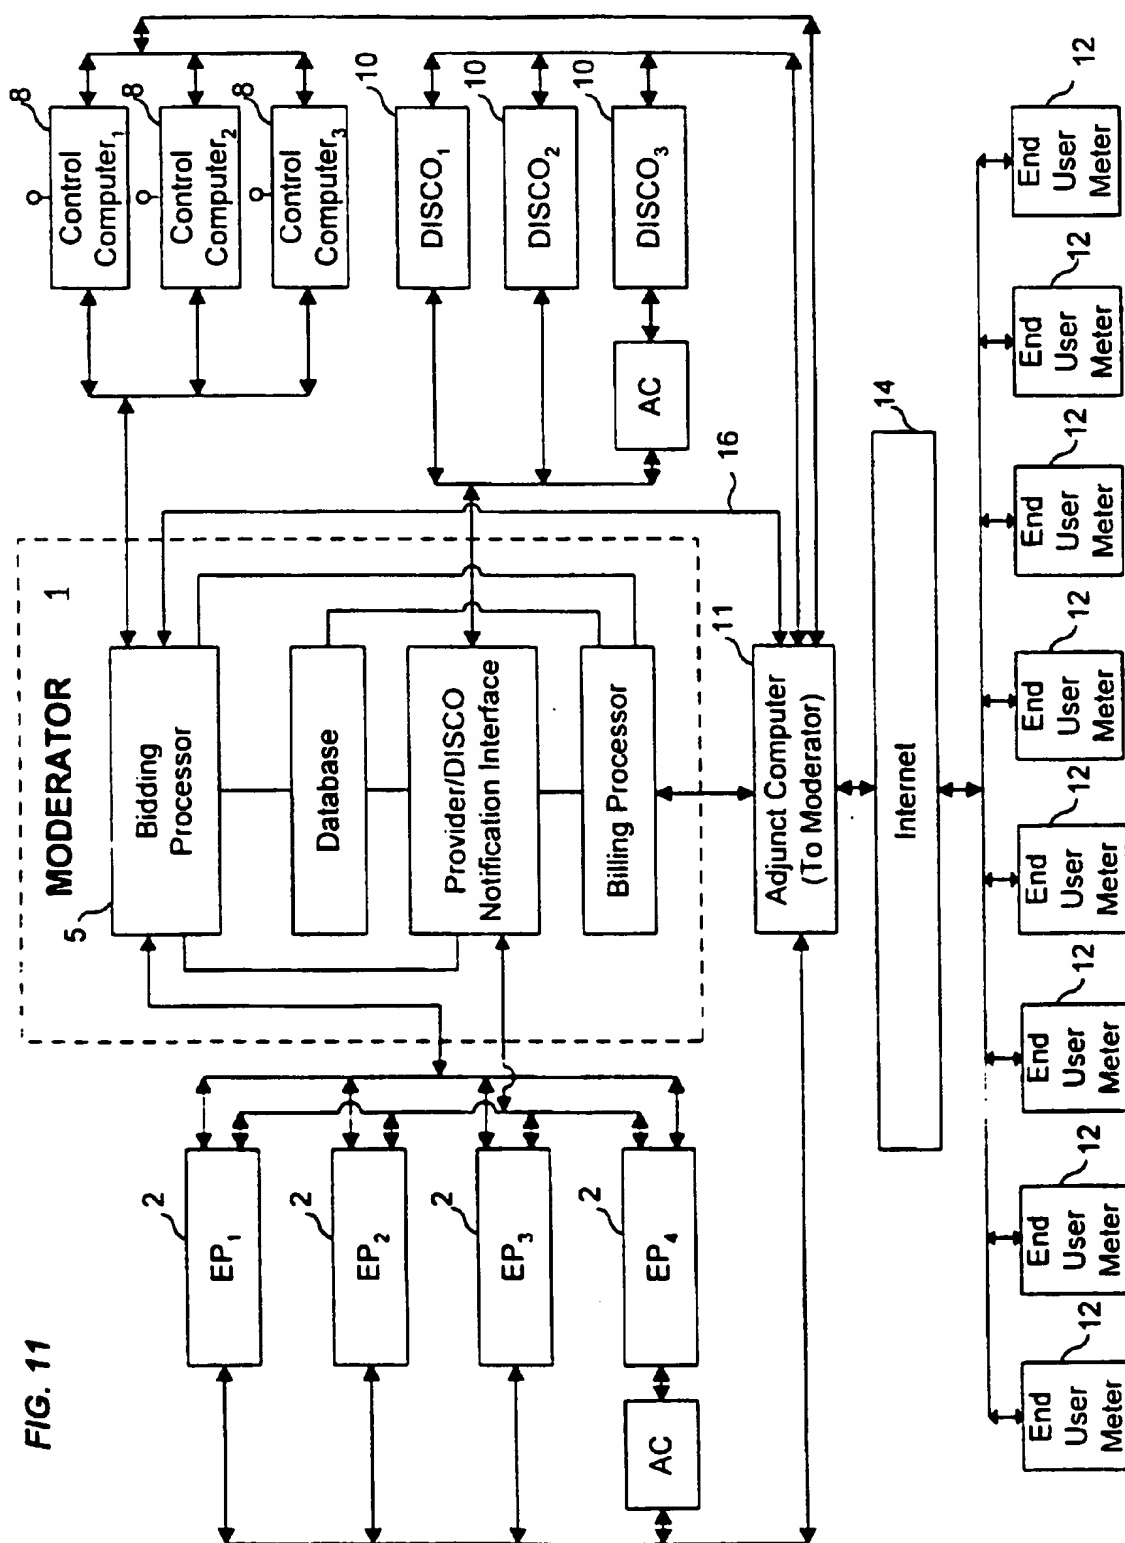 FIG. 11
MODERATOR
1
5
Bidding
Processor
Database
Provider/DISCO
Notification Interface
Billing Processor
2
EP1
2
EP2
2
EP3
2
EP4
AC
8
Control
Computer1
8
Control
Computer2
8
Control
Computer3
10
DISCO1
10
DISCO2
10
DISCO3
AC
16
11
Adjunct Computer
(To Moderator)
14
Internet
12
End
User
Meter
12
End
User
Meter
12
End
User
Meter
12
End
User
Meter
12
End
User
Meter
12
End
User
Meter
12
End
User
Meter
12
End
User
Meter